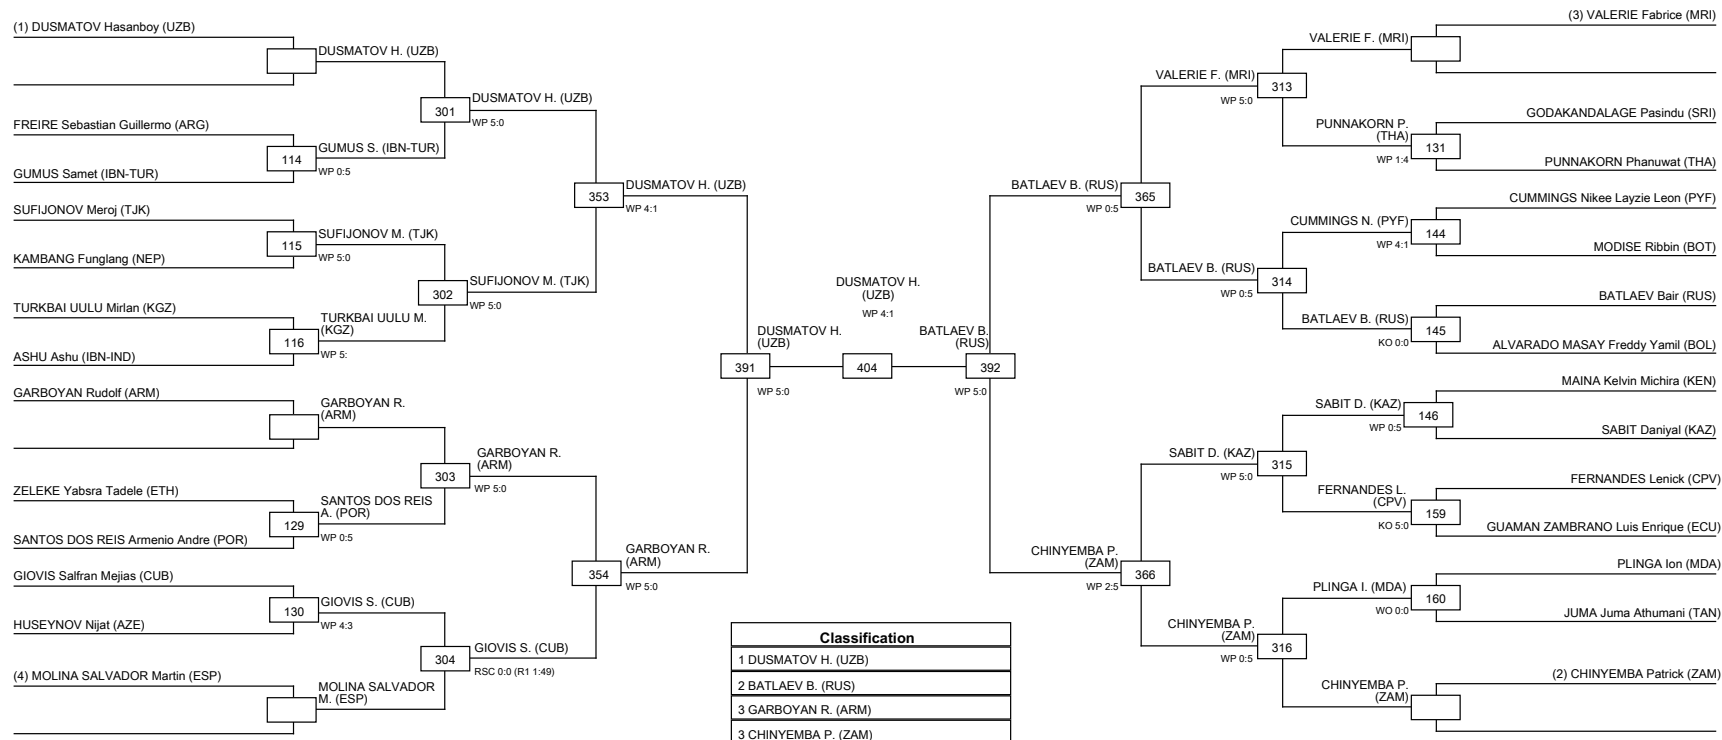 (1) DUSMATOV Hasanboy (UZB)
DUSMATOV H. (UZB)
DUSMATOV H. (UZB)
301
WP 5:0
FREIRE Sebastian Guillermo (ARG)
114
GUMUS S. (IBN-TUR)
WP 0:5
GUMUS Samet (IBN-TUR)
353
DUSMATOV H. (UZB)
WP 4:1
SUFIJONOV Meroj (TJK)
115
SUFIJONOV M. (TJK)
WP 5:0
KAMBANG Funglang (NEP)
302
SUFIJONOV M. (TJK)
WP 5:0
TURKBAI UULU Mirlan (KGZ)
116
TURKBAI UULU M.
(KGZ)
WP 5:
ASHU Ashu (IBN-IND)
DUSMATOV H.
(UZB)
391
WP 5:0
GARBOYAN Rudolf (ARM)
GARBOYAN R.
(ARM)
303
GARBOYAN R.
(ARM)
WP 5:0
ZELEKE Yabsra Tadele (ETH)
129
SANTOS DOS REIS
A. (POR)
WP 0:5
SANTOS DOS REIS Armenio Andre (POR)
354
GARBOYAN R.
(ARM)
WP 5:0
GIOVIS Salfran Mejias (CUB)
130
GIOVIS S. (CUB)
WP 4:3
HUSEYNOV Nijat (AZE)
304
GIOVIS S. (CUB)
RSC 0:0 (R1 1:49)
(4) MOLINA SALVADOR Martin (ESP)
MOLINA SALVADOR
M. (ESP)
DUSMATOV H.
(UZB)
WP 4:1
404
BATLAEV B.
(RUS)
392
WP 5:0
(3) VALERIE Fabrice (MRI)
VALERIE F. (MRI)
VALERIE F. (MRI)
313
WP 5:0
GODAKANDALAGE Pasindu (SRI)
PUNNAKORN P.
(THA)
131
WP 1:4
PUNNAKORN Phanuwat (THA)
BATLAEV B. (RUS)
365
WP 0:5
CUMMINGS Nikee Layzie Leon (PYF)
CUMMINGS N. (PYF)
144
WP 4:1
MODISE Ribbin (BOT)
BATLAEV B. (RUS)
314
WP 0:5
BATLAEV Bair (RUS)
BATLAEV B. (RUS)
145
KO 0:0
ALVARADO MASAY Freddy Yamil (BOL)
MAINA Kelvin Michira (KEN)
SABIT D. (KAZ)
146
WP 0:5
SABIT Daniyal (KAZ)
SABIT D. (KAZ)
315
WP 5:0
FERNANDES Lenick (CPV)
FERNANDES L.
(CPV)
159
KO 5:0
GUAMAN ZAMBRANO Luis Enrique (ECU)
CHINYEMBA P.
(ZAM)
366
WP 2:5
PLINGA Ion (MDA)
PLINGA I. (MDA)
160
WO 0:0
JUMA Juma Athumani (TAN)
CHINYEMBA P.
(ZAM)
316
WP 0:5
(2) CHINYEMBA Patrick (ZAM)
CHINYEMBA P.
(ZAM)
Classification
1 DUSMATOV H. (UZB)
2 BATLAEV B. (RUS)
3 GARBOYAN R. (ARM)
3 CHINYEMBA P. (ZAM)